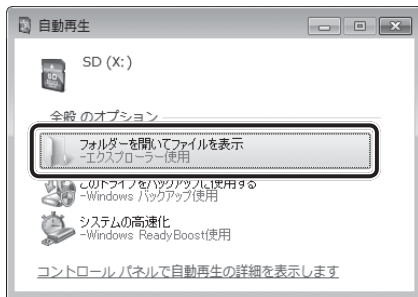 自動再生
SD (X:)
全般 のオプション
フォルダーを開いてファイルを表示
-エクスプローラー使用
このドライブをバックアップに使用する
-Windows バックアップ使用
システムの高速化
-Windows ReadyBoost使用
コントロール パネルで自動再生の詳細を表示します